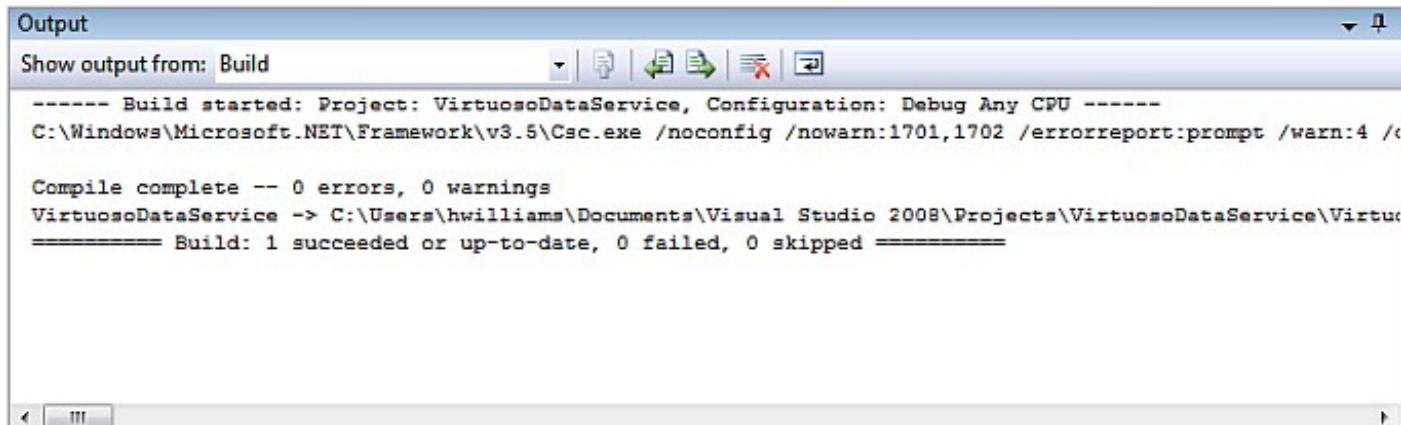 Output
Show output from: Build
------ Build started: Project: VirtuosoDataService, Configuration: Debug Any CPU ------
C:\Windows\Microsoft.NET\Framework\v3.5\Csc.exe /noconfig /nowarn:1701,1702 /errorreport:prompt /warn:4 /
Compile complete -- 0 errors, 0 warnings
VirtuosoDataService -> C:\Users\hwilliams\Documents\Visual Studio 2008\Projects\VirtuosoDataService\Virtuo
========== Build: 1 succeeded or up-to-date, 0 failed, 0 skipped ==========